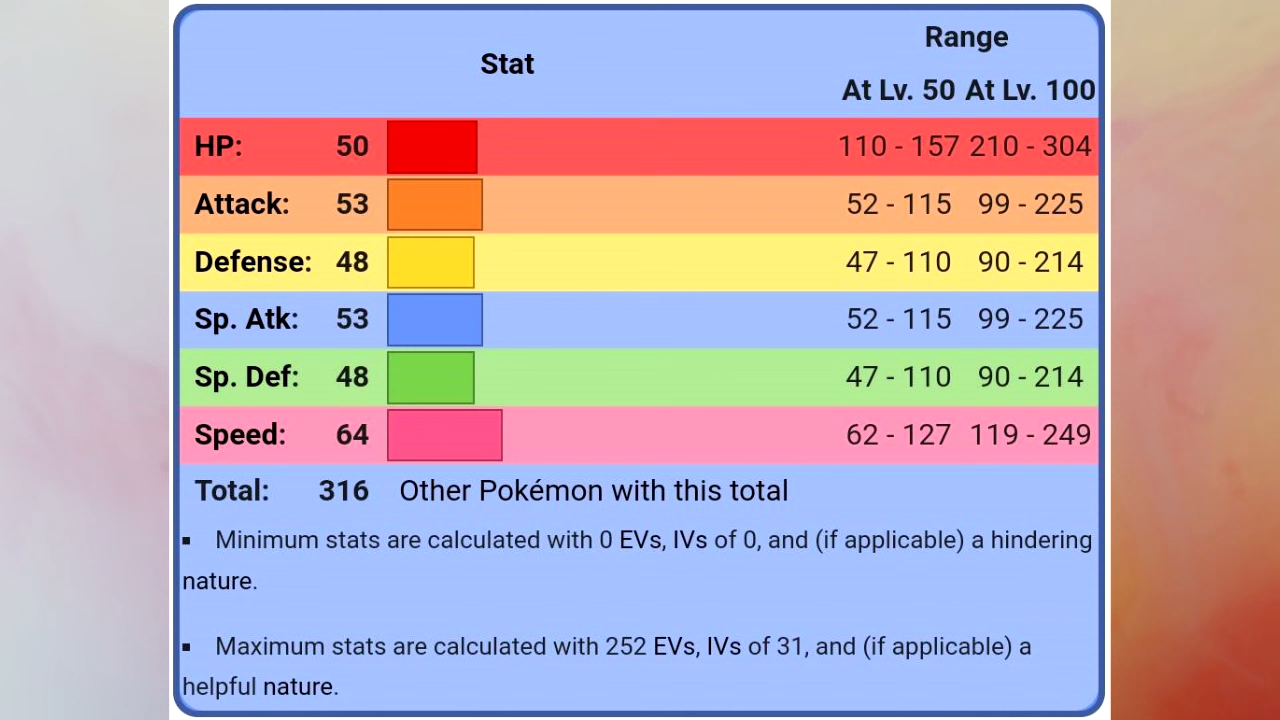 Stat Range
At Lv. 50 At Lv. 100
HP: 50 110 - 157 210 - 304
Attack: 53 52 - 115 99 - 225
Defense: 48 47 - 110 90 - 214
Sp. Atk: 53 52 - 115 99 - 225
Sp. Def: 48 47 - 110 90 - 214
Speed: 64 62 - 127 119 - 249
Total: 316 Other Pokémon with this total
▪ Minimum stats are calculated with 0 EVs, IVs of 0, and (if applicable) a hindering
nature.
▪ Maximum stats are calculated with 252 EVs, IVs of 31, and (if applicable) a
helpful nature.